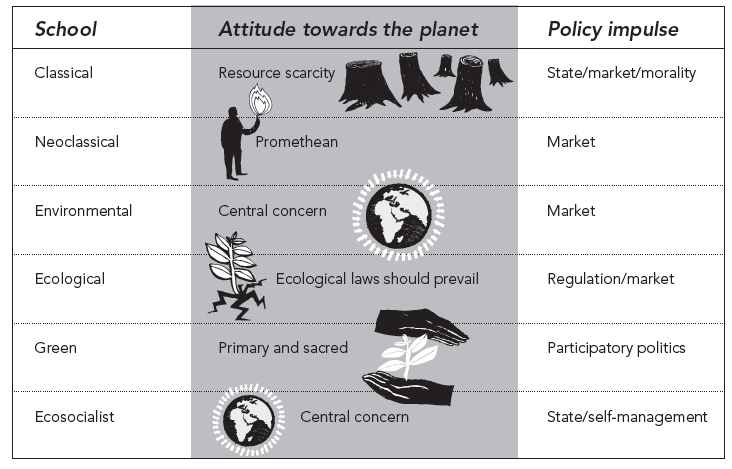 School Attitude towards the planet Policy impulse
Classical Resource scarcity State/market/morality
Neoclassical Promethean Market
Environmental Central concern Market
Ecological Ecological laws should prevail Regulation/market
Green Primary and sacred Participatory politics
Ecosocialist Central concern State/self-management